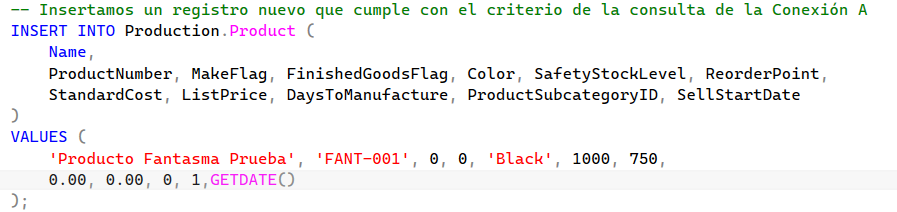 -- Insertamos un registro nuevo que cumple con el criterio de la consulta de la Conexión A
INSERT INTO Production.Product (
    Name,
    ProductNumber, MakeFlag, FinishedGoodsFlag, Color, SafetyStockLevel, ReorderPoint,
    StandardCost, ListPrice, DaysToManufacture, ProductSubcategoryID, SellStartDate
)
VALUES (
    'Producto Fantasma Prueba', 'FANT-001', 0, 0, 'Black', 1000, 750,
    0.00, 0.00, 0, 1,GETDATE()
);